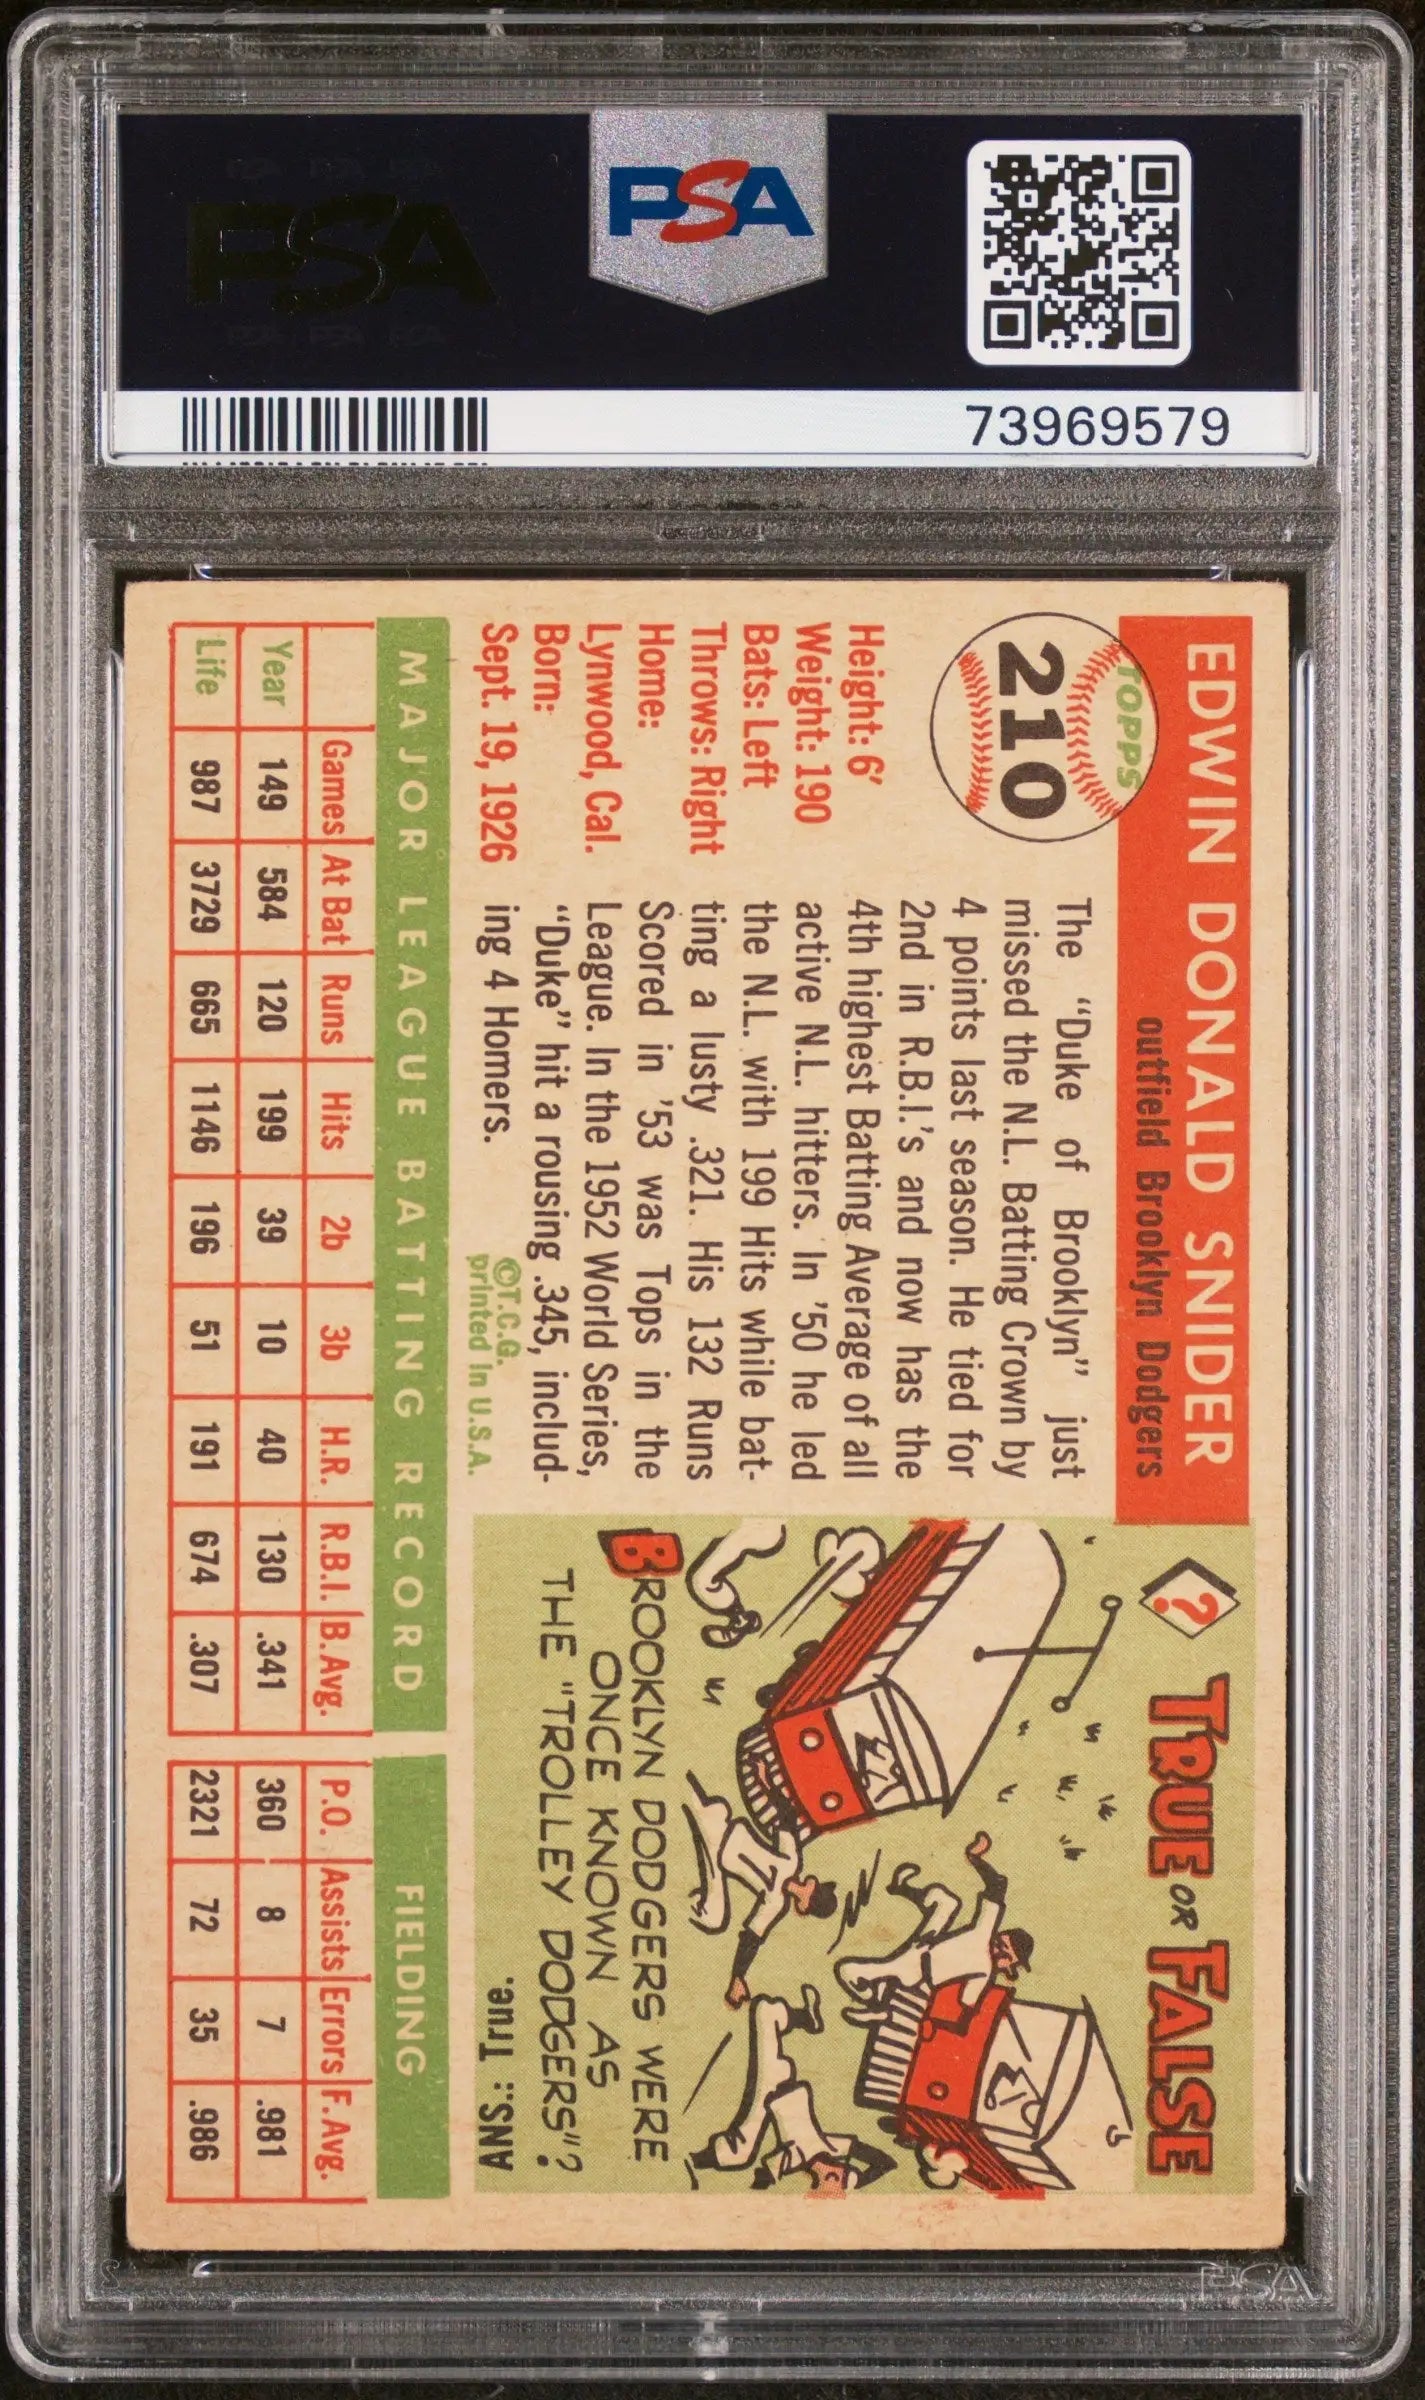 PSA
PSA
73969579
EDWIN DONALD SNIDER
outfield Brooklyn Dodgers
TOPPS
210
Height: 6'
Weight: 190
Bats: Left
Throws: Right
Home:
Lynwood, Cal.
Born:
Sept. 19, 1926
The "Duke of Brooklyn" just
missed the N.L. Batting Crown by
4 points last season. He tied for
2nd in R.B.I.'s and now has the
4th highest Batting Average of all
active N.L. hitters. In '50 he led
the N.L. with 199 Hits while bat-
ting a lusty .321. His 132 Runs
Scored in '53 was Tops in the
League. In the 1952 World Series,
"Duke" hit a rousing .345, includ-
ing 4 Homers.
©T.C.G.
printed In U.S.A.
? TRUE OR FALSE
BROOKLYN DODGERS WERE
ONCE KNOWN AS
THE "TROLLEY DODGERS"?
ANS.: True.
MAJOR LEAGUE BATTING RECORD FIELDING
Games At Bat Runs Hits 2b 3b H.R. R.B.I. B.Avg. P.O. Assists Errors F.Avg.
Year 149 584 120 199 39 10 40 130 .341 360 8 7 .981
Life 987 3729 665 1146 196 51 191 674 .307 2321 72 35 .986
PSA